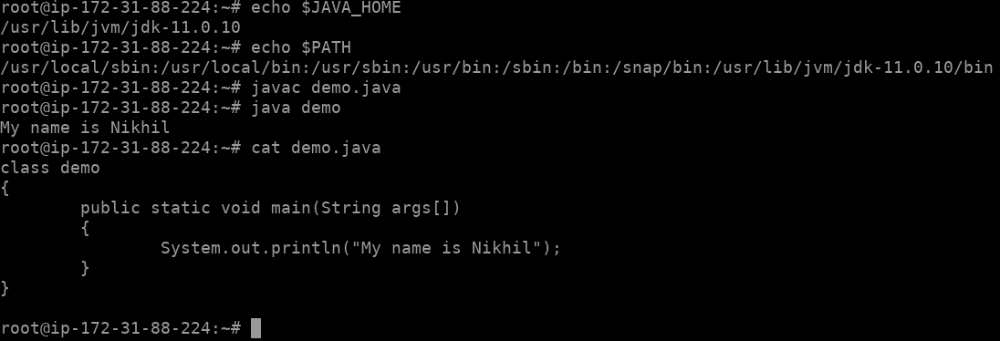 root@ip-172-31-88-224:~# echo $JAVA_HOME
/usr/lib/jvm/jdk-11.0.10
root@ip-172-31-88-224:~# echo $PATH
/usr/local/sbin:/usr/local/bin:/usr/sbin:/usr/bin:/sbin:/bin:/snap/bin:/usr/lib/jvm/jdk-11.0.10/bin
root@ip-172-31-88-224:~# javac demo.java
root@ip-172-31-88-224:~# java demo
My name is Nikhil
root@ip-172-31-88-224:~# cat demo.java
class demo
{
        public static void main(String args[])
        {
                System.out.println("My name is Nikhil");
        }
}

root@ip-172-31-88-224:~#